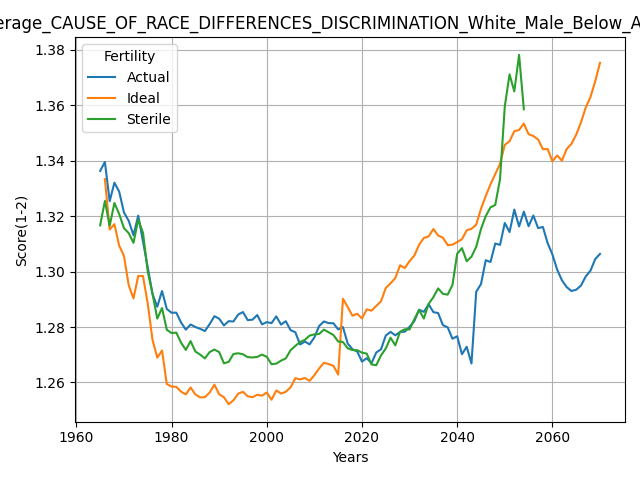 erage_CAUSE_OF_RACE_DIFFERENCES_DISCRIMINATION_White_Male_Below_A
Fertility
Actual
Ideal
Sterile
1.38
1.36
1.34
1.32
1.30
1.28
1.26
Score(1-2)
1960
1980
2000
2020
2040
2060
Years